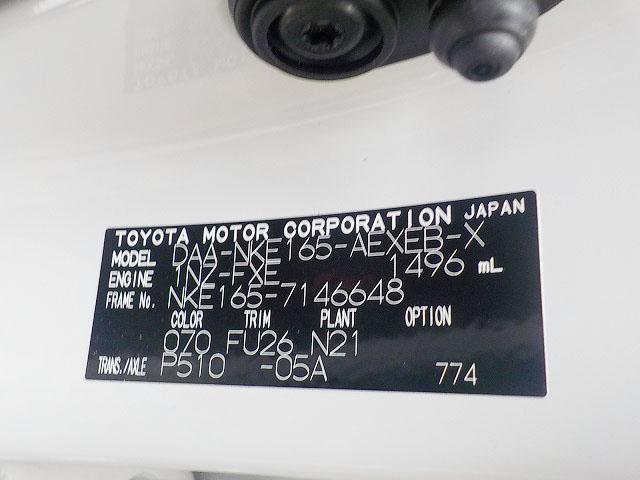 TOYOTA MOTOR CORPORATION JAPAN
MODEL DAA-NKE165-AEXEB-X
ENGINE 1NZ-FXE 1496 mL
FRAME No. NKE165-7146648
COLOR TRIM PLANT OPTION
070 FU26 N21
TRANS./AXLE P510 -05A 774